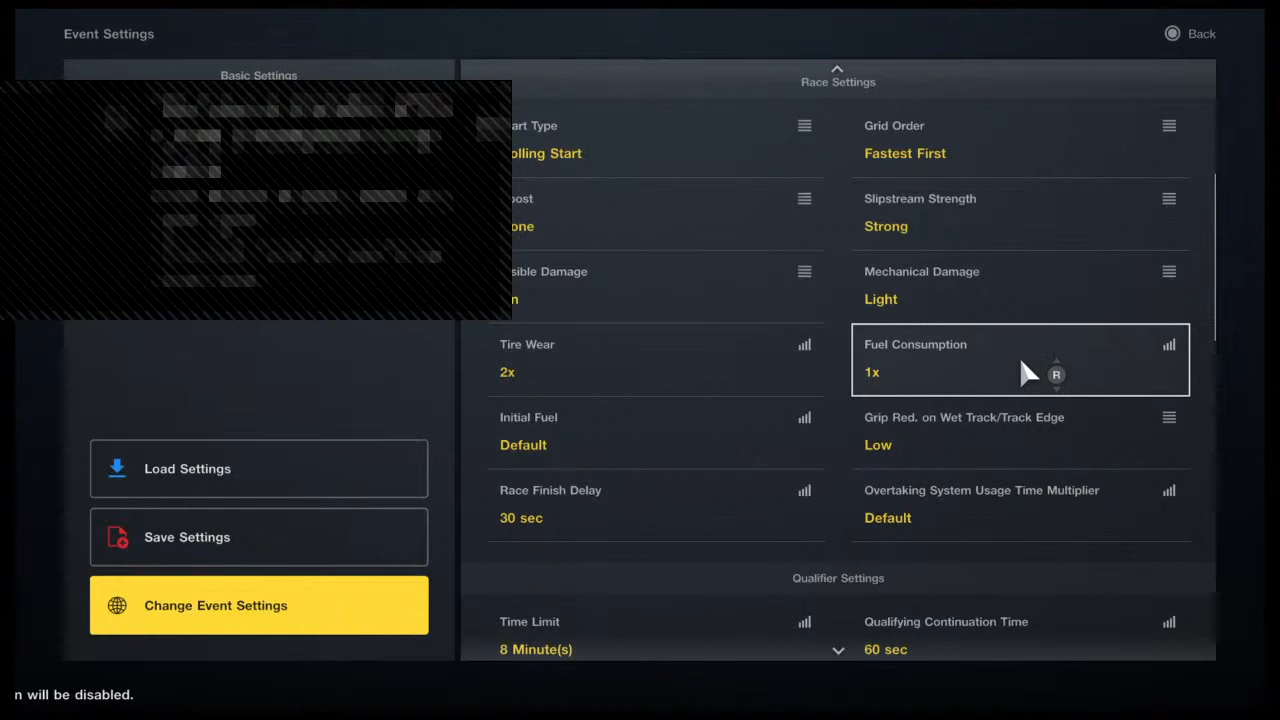 Event Settings
Back
Basic Settings
Race Settings
art Type
olling Start
Grid Order
Fastest First
oost
one
Slipstream Strength
Strong
sible Damage
n
Mechanical Damage
Light
Tire Wear
2x
Fuel Consumption
1x
R
Initial Fuel
Default
Grip Red. on Wet Track/Track Edge
Low
Race Finish Delay
30 sec
Overtaking System Usage Time Multiplier
Default
Load Settings
Save Settings
Change Event Settings
Qualifier Settings
Time Limit
8 Minute(s)
Qualifying Continuation Time
60 sec
n will be disabled.